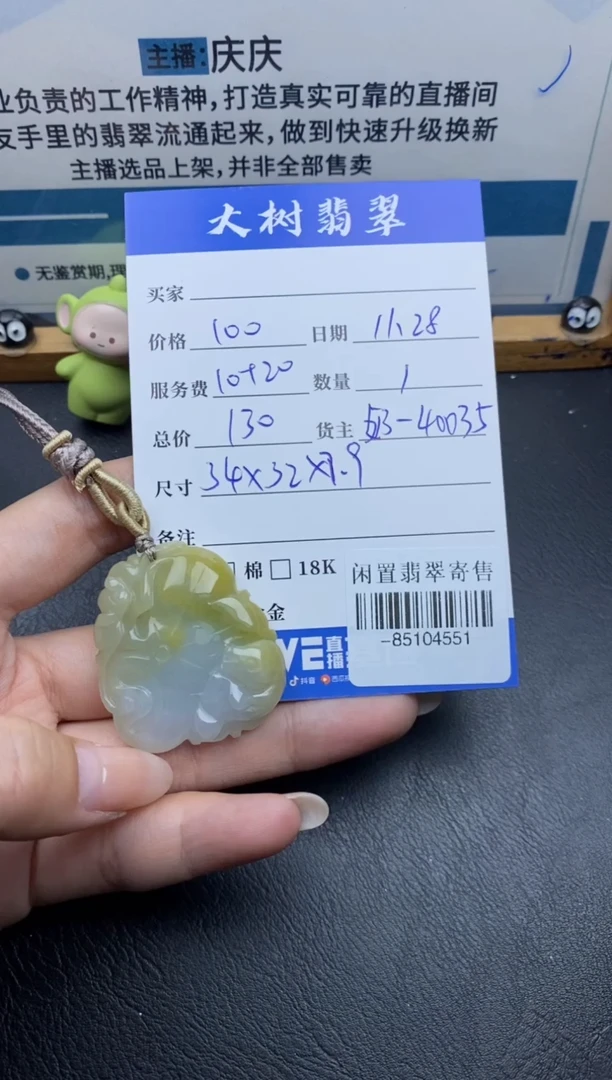 主播:庆庆
业负责的工作精神,打造真实可靠的直播间
友手里的翡翠流通起来,做到快速升级换新
主播选品上架,并非全部售卖
无鉴赏期,理
大树翡翠
买家
价格 100 日期 11.28
服务费 10+20 数量 1
总价 130 货主 -40035
尺寸 34X32X7.9
备注
棉 □ 18K
金
闲置翡翠寄售
-85104551
VE 直播
抖音